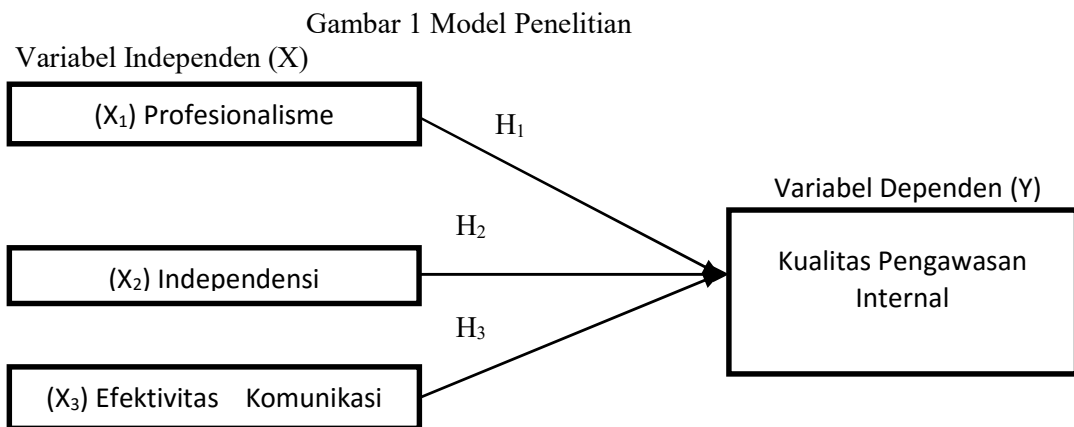 Gambar 1 Model Penelitian
Variabel Independen (X)
(X₁) Profesionalisme
H₁
Variabel Dependen (Y)
H₂
(X₂) Independensi
Kualitas Pengawasan
Internal
H₃
(X₃) Efektivitas Komunikasi